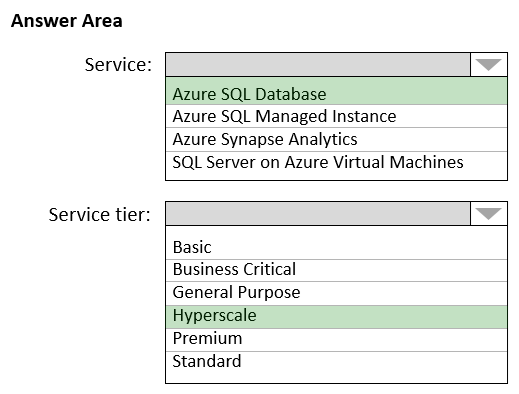 Answer Area
Service:
Azure SQL Database
Azure SQL Managed Instance
Azure Synapse Analytics
SQL Server on Azure Virtual Machines
Service tier:
Basic
Business Critical
General Purpose
Hyperscale
Premium
Standard